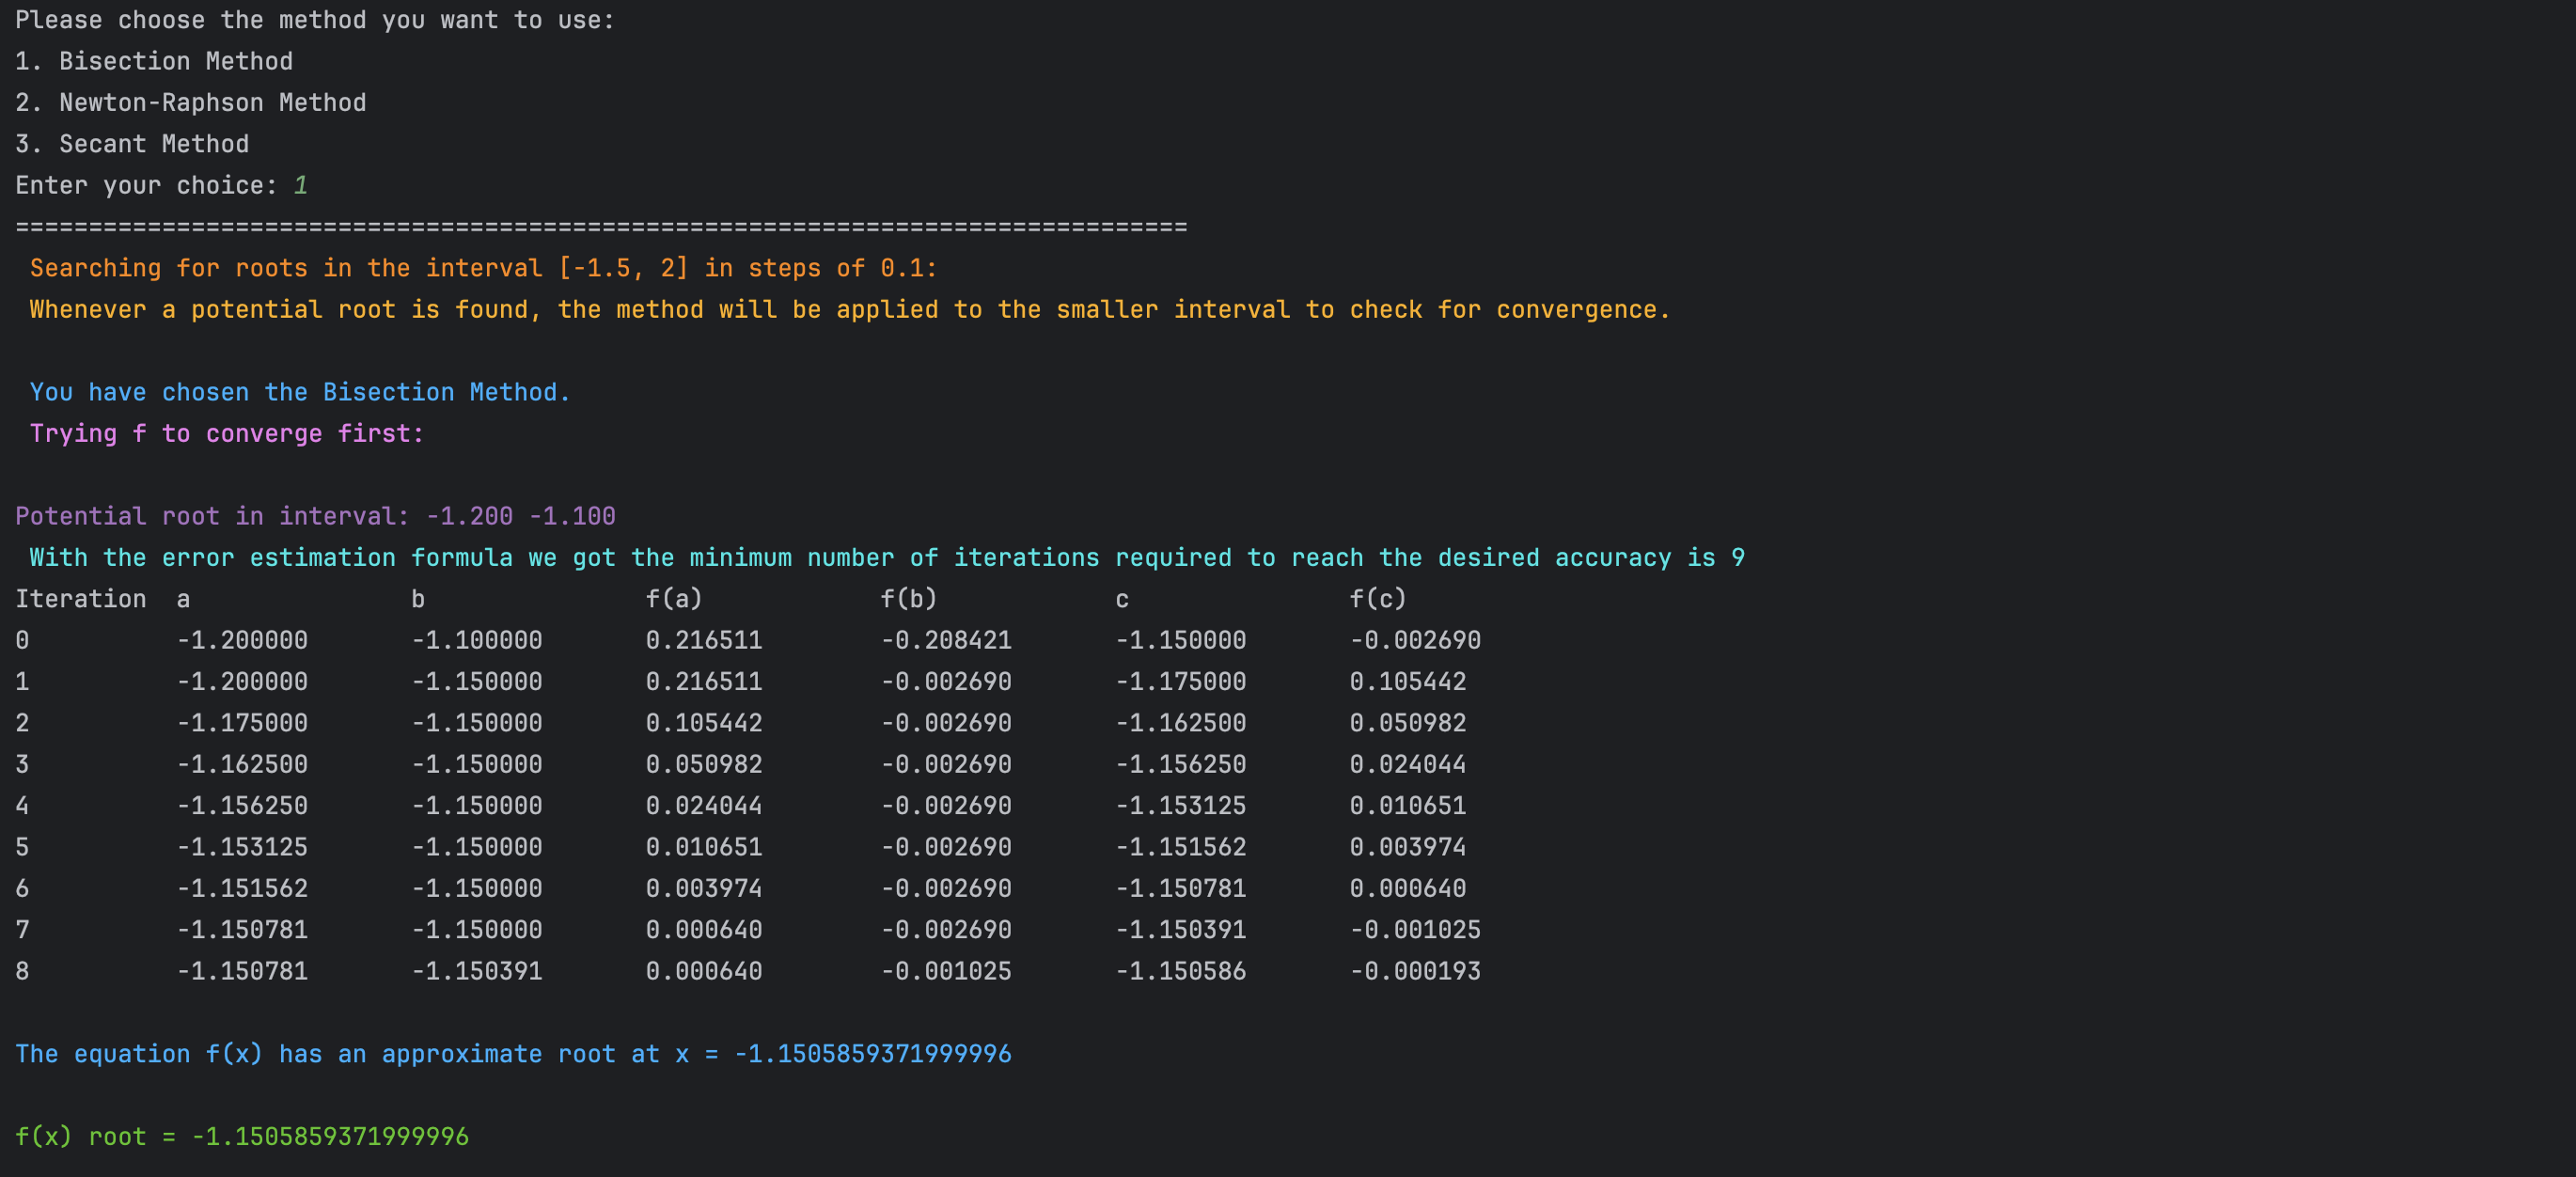 Please choose the method you want to use:
1. Bisection Method
2. Newton-Raphson Method
3. Secant Method
Enter your choice: 1
================================================================================
Searching for roots in the interval [-1.5, 2] in steps of 0.1:
Whenever a potential root is found, the method will be applied to the smaller interval to check for convergence.
You have chosen the Bisection Method.
Trying f to converge first:
Potential root in interval: -1.200 -1.100
With the error estimation formula we got the minimum number of iterations required to reach the desired accuracy is 9
Iteration a b f(a) f(b) c f(c)
0 -1.200000 -1.100000 0.216511 -0.208421 -1.150000 -0.002690
1 -1.200000 -1.150000 0.216511 -0.002690 -1.175000 0.105442
2 -1.175000 -1.150000 0.105442 -0.002690 -1.162500 0.050982
3 -1.162500 -1.150000 0.050982 -0.002690 -1.156250 0.024044
4 -1.156250 -1.150000 0.024044 -0.002690 -1.153125 0.010651
5 -1.153125 -1.150000 0.010651 -0.002690 -1.151562 0.003974
6 -1.151562 -1.150000 0.003974 -0.002690 -1.150781 0.000640
7 -1.150781 -1.150000 0.000640 -0.002690 -1.150391 -0.001025
8 -1.150781 -1.150391 0.000640 -0.001025 -1.150586 -0.000193
The equation f(x) has an approximate root at x = -1.1505859371999996
f(x) root = -1.1505859371999996